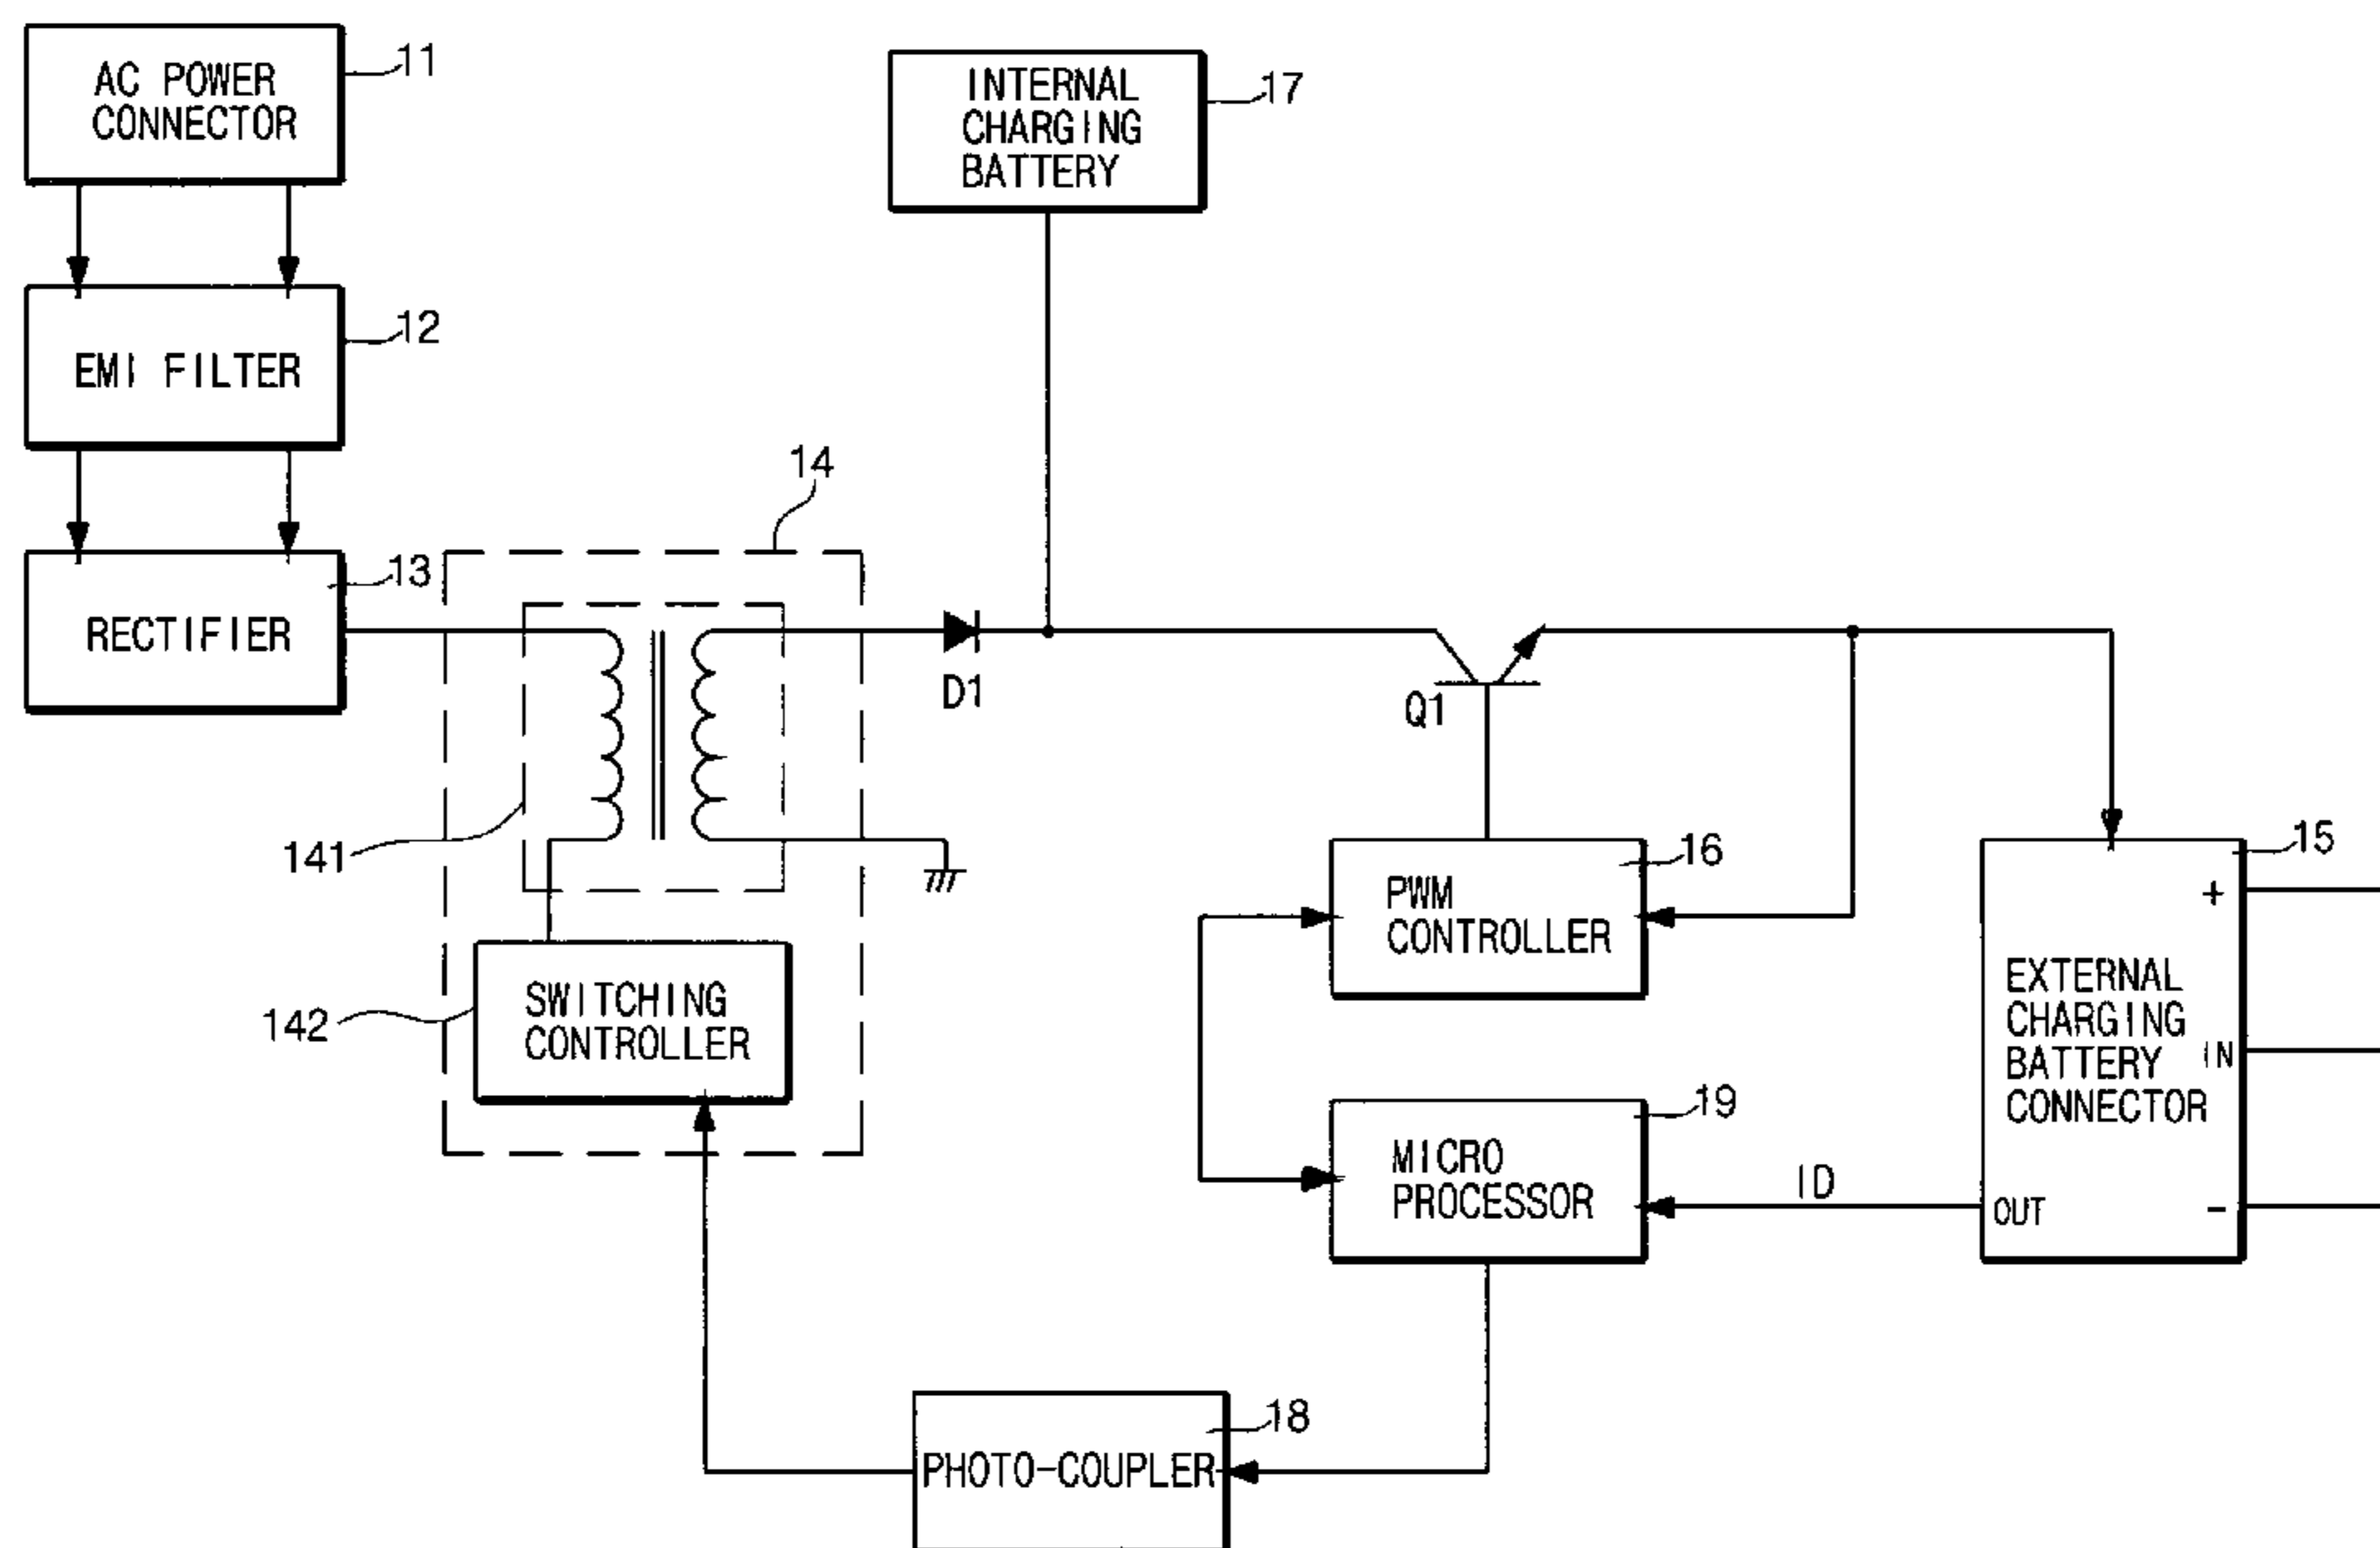 AC POWER
CONNECTOR
11
INTERNAL
CHARGING
BATTERY
17
EMI FILTER
12
14
RECTIFIER
13
D1
Q1
141
PWM
CONTROLLER
16
15
+
SWITCHING
CONTROLLER
142
EXTERNAL
CHARGING
BATTERY
CONNECTOR
IN
OUT
-
MICRO
PROCESSOR
19
ID
PHOTO-COUPLER
18